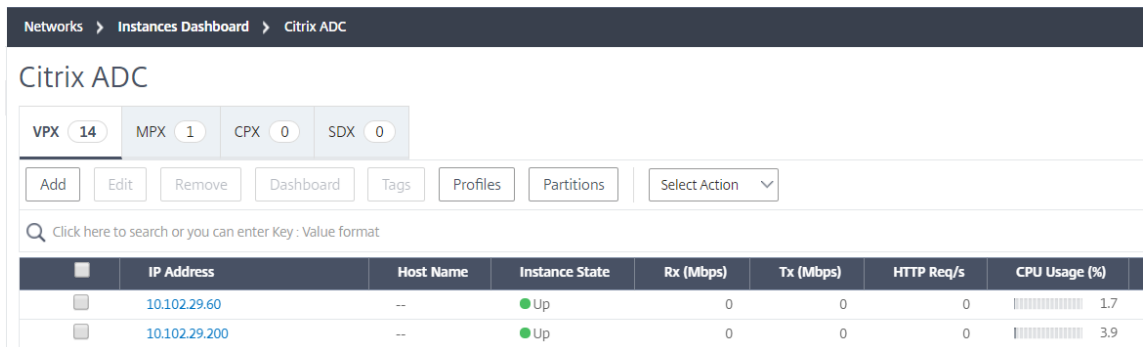 Networks > Instances Dashboard > Citrix ADC
Citrix ADC
VPX 14 MPX 1 CPX 0 SDX 0
Add Edit Remove Dashboard Tags Profiles Partitions Select Action
Click here to search or you can enter Key : Value format
IP Address Host Name Instance State Rx (Mbps) Tx (Mbps) HTTP Req/s CPU Usage (%)
10.102.29.60 -- Up 0 0 0 1.7
10.102.29.200 -- Up 0 0 0 3.9